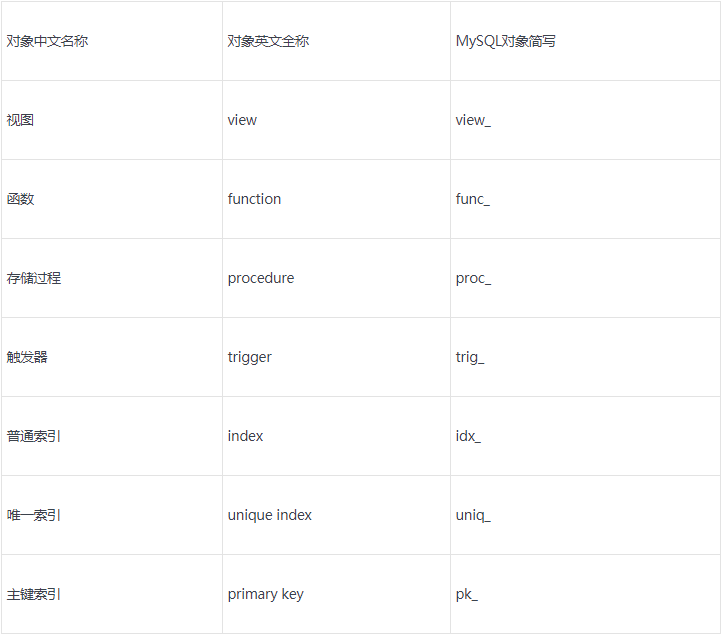 对象中文名称 对象英文全称 MySQL对象简写
视图 view view_
函数 function func_
存储过程 procedure proc_
触发器 trigger trig_
普通索引 index idx_
唯一索引 unique index uniq_
主键索引 primary key pk_